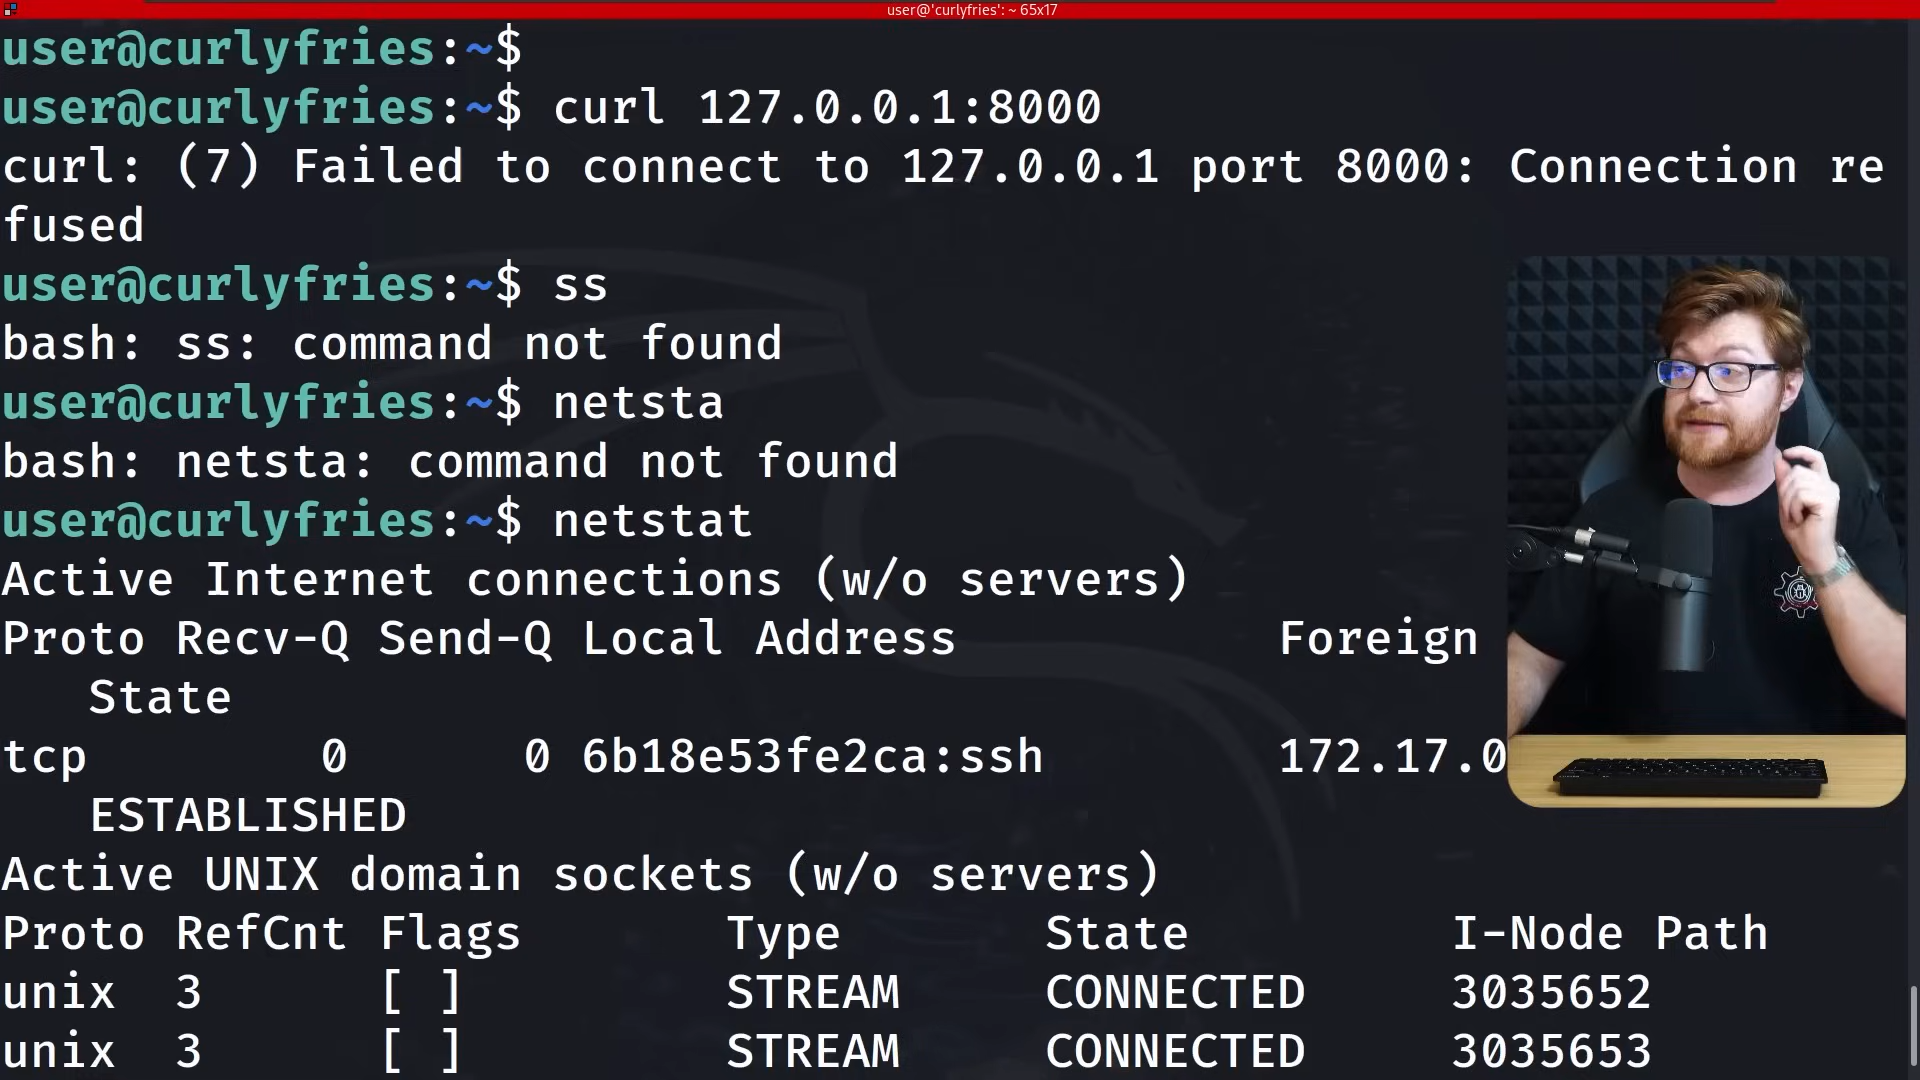 user@'curlyfries': ~ 65x17
user@curlyfries:~$
user@curlyfries:~$ curl 127.0.0.1:8000
curl: (7) Failed to connect to 127.0.0.1 port 8000: Connection re
fused
user@curlyfries:~$ ss
bash: ss: command not found
user@curlyfries:~$ netsta
bash: netsta: command not found
user@curlyfries:~$ netstat
Active Internet connections (w/o servers)
Proto Recv-Q Send-Q Local Address Foreign
State
tcp 0 0 6b18e53fe2ca:ssh 172.17.0
ESTABLISHED
Active UNIX domain sockets (w/o servers)
Proto RefCnt Flags Type State I-Node Path
unix 3 [ ] STREAM CONNECTED 3035652
unix 3 [ ] STREAM CONNECTED 3035653